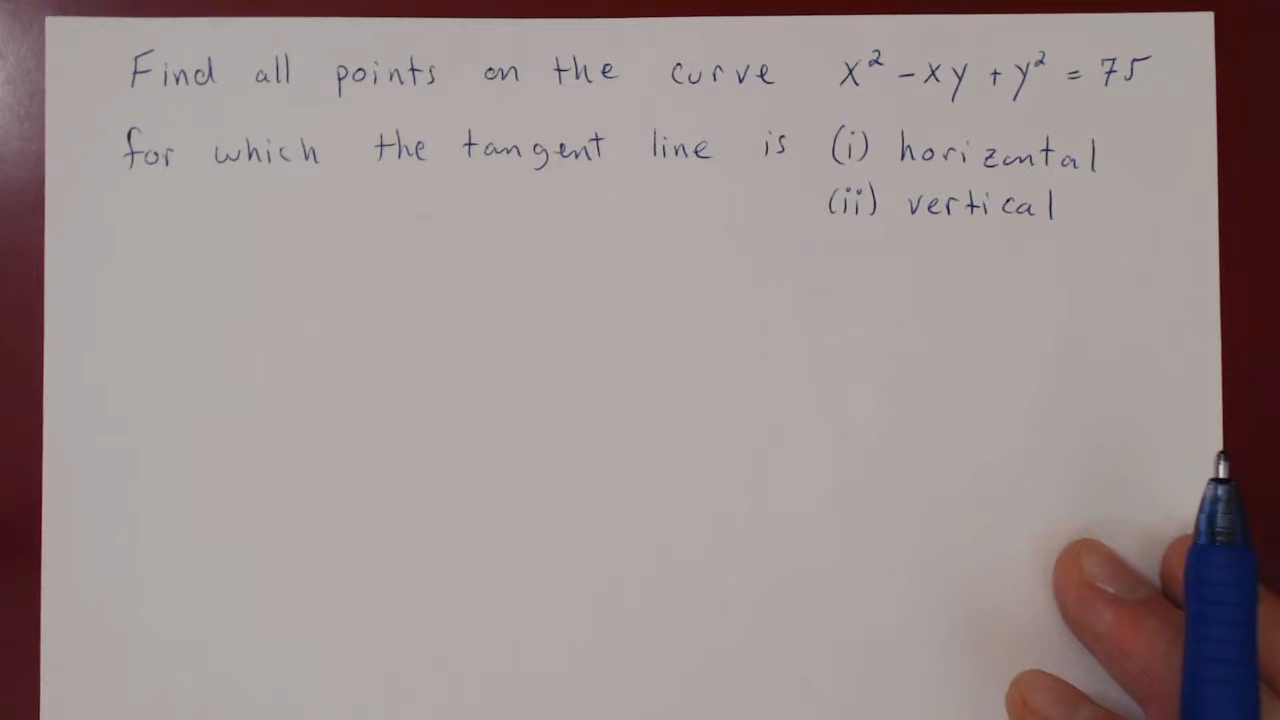 Find all points on the curve x² - xy + y² = 75
for which the tangent line is (i) horizontal
(ii) vertical